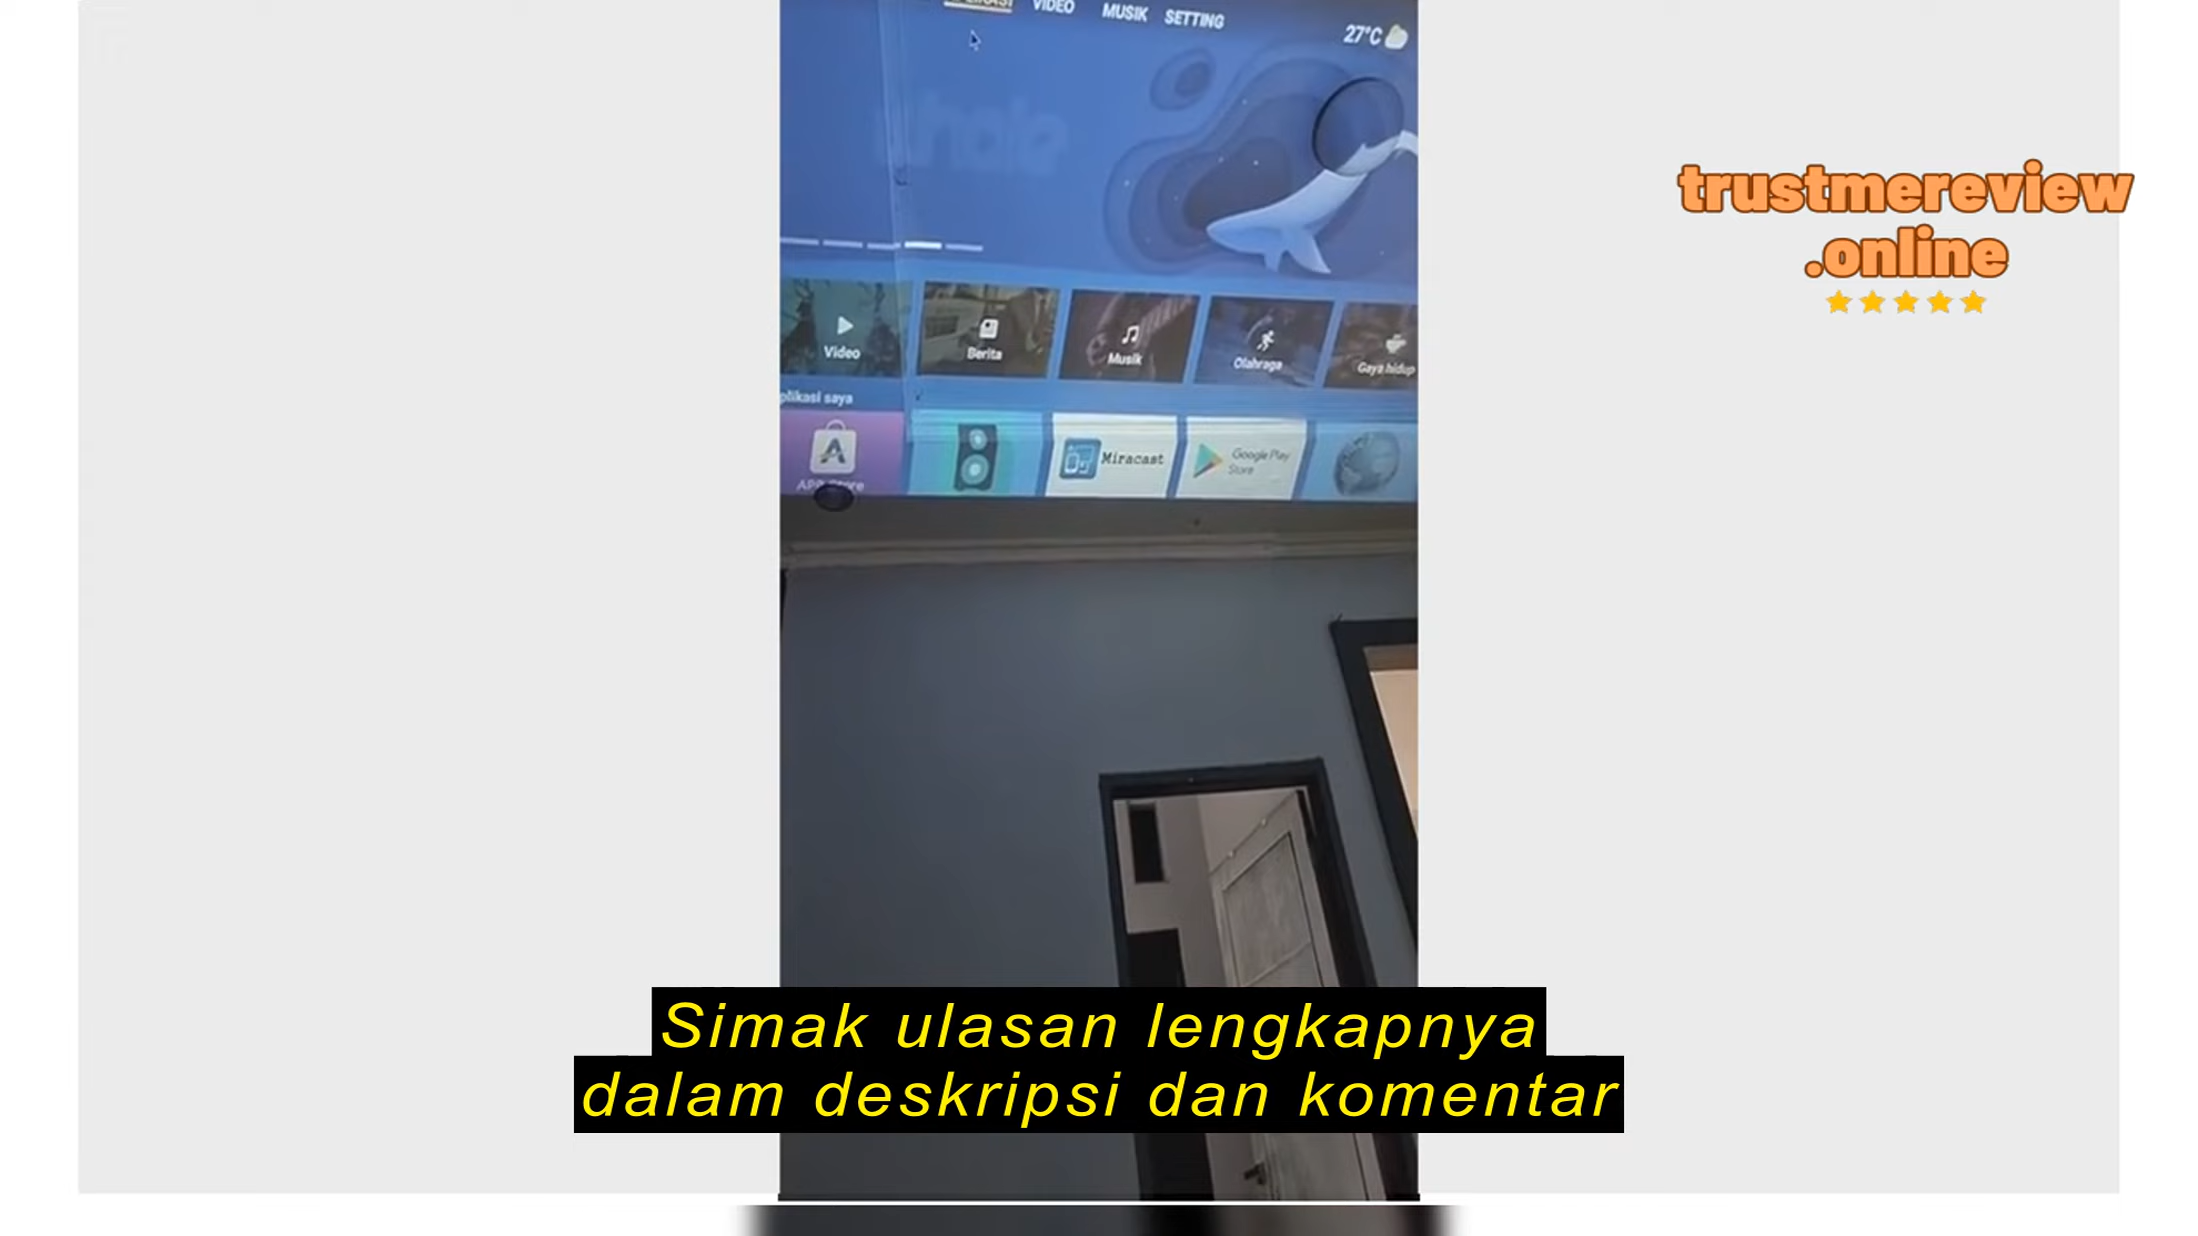 VIDEO MUSIK SETTING
27°C
trustmereview
.online
Video
Berita
Musik
Olahraga
Gaya hidup
plikasi saya
Miracast
Google Play
Store
Simak ulasan lengkapnya
dalam deskripsi dan komentar